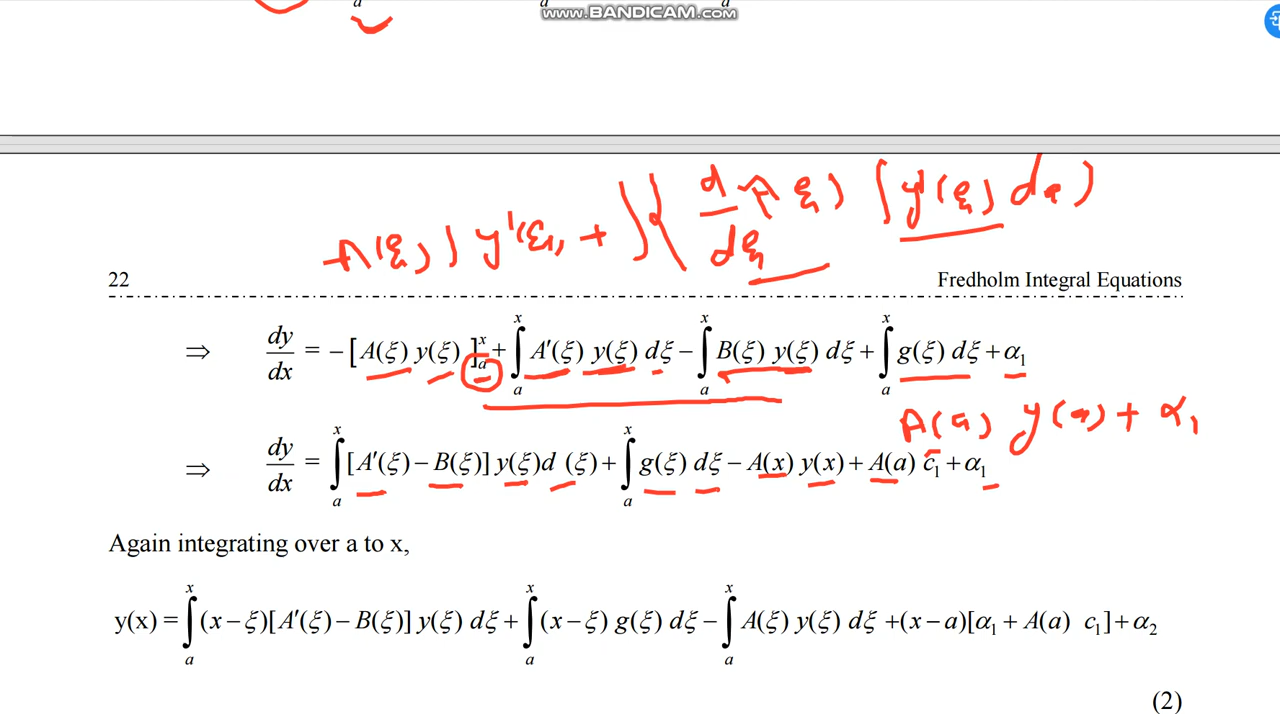 a
www.BANDICAM.com
A(ξ) ∫ y'(ξ), + ∫ { d/dξ A ξ) ∫ y'(ξ) dξ )
22 Fredholm Integral Equations
⇒ dy/dx = −[A(ξ) y(ξ)]ₐˣ + ∫ₐˣ A′(ξ) y(ξ) dξ − ∫ₐˣ B(ξ) y(ξ) dξ + ∫ₐˣ g(ξ) dξ + α₁
A(a) y(a) + α₁
⇒ dy/dx = ∫ₐˣ [A′(ξ) − B(ξ)] y(ξ)d (ξ) + ∫ₐˣ g(ξ) dξ − A(x) y(x) + A(a) c₁ + α₁
Again integrating over a to x,
y(x) = ∫ₐˣ (x − ξ)[A′(ξ) − B(ξ)] y(ξ) dξ + ∫ₐˣ (x − ξ) g(ξ) dξ − ∫ₐˣ A(ξ) y(ξ) dξ +(x − a)[α₁ + A(a) c₁] + α₂
(2)